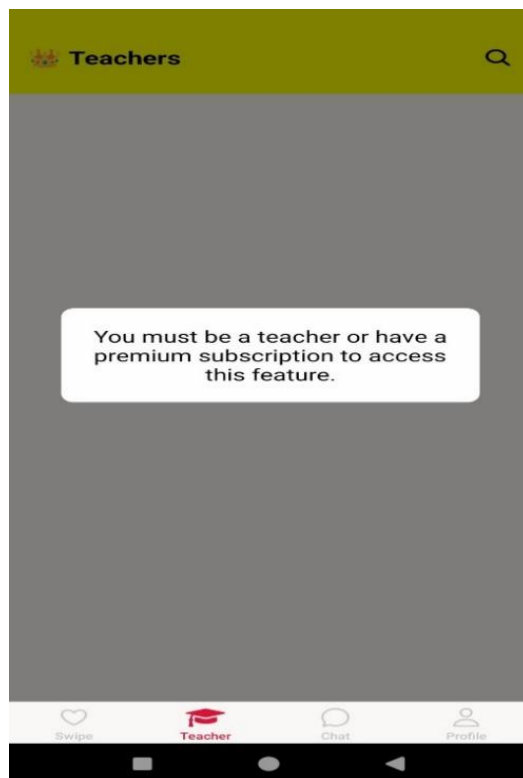 Teachers
You must be a teacher or have a
premium subscription to access
this feature.
Swipe Teacher Chat Profile